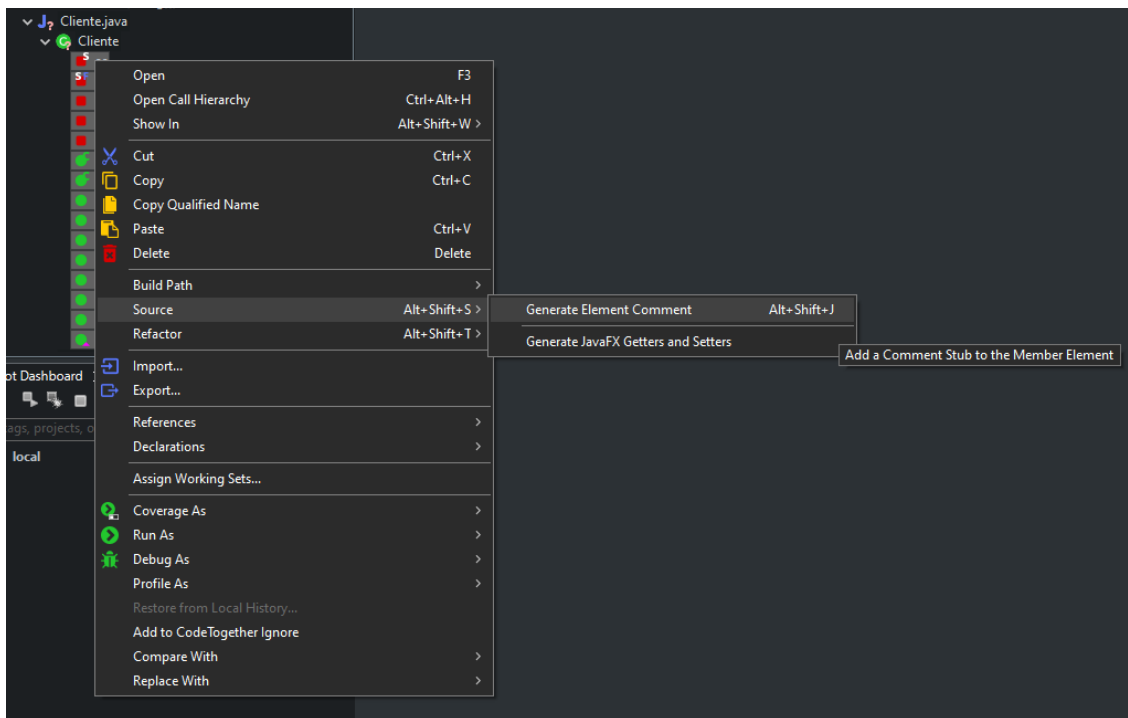 Cliente.java
Cliente
Open F3
Open Call Hierarchy Ctrl+Alt+H
Show In Alt+Shift+W >
Cut Ctrl+X
Copy Ctrl+C
Copy Qualified Name
Paste Ctrl+V
Delete Delete
Build Path >
Source Alt+Shift+S >
Generate Element Comment Alt+Shift+J
Refactor Alt+Shift+T >
Generate JavaFX Getters and Setters
Add a Comment Stub to the Member Element
Import...
Export...
ot Dashboard
References >
tags, projects, o
Declarations >
local
Assign Working Sets...
Coverage As >
Run As >
Debug As >
Profile As >
Restore from Local History...
Add to CodeTogether Ignore
Compare With >
Replace With >